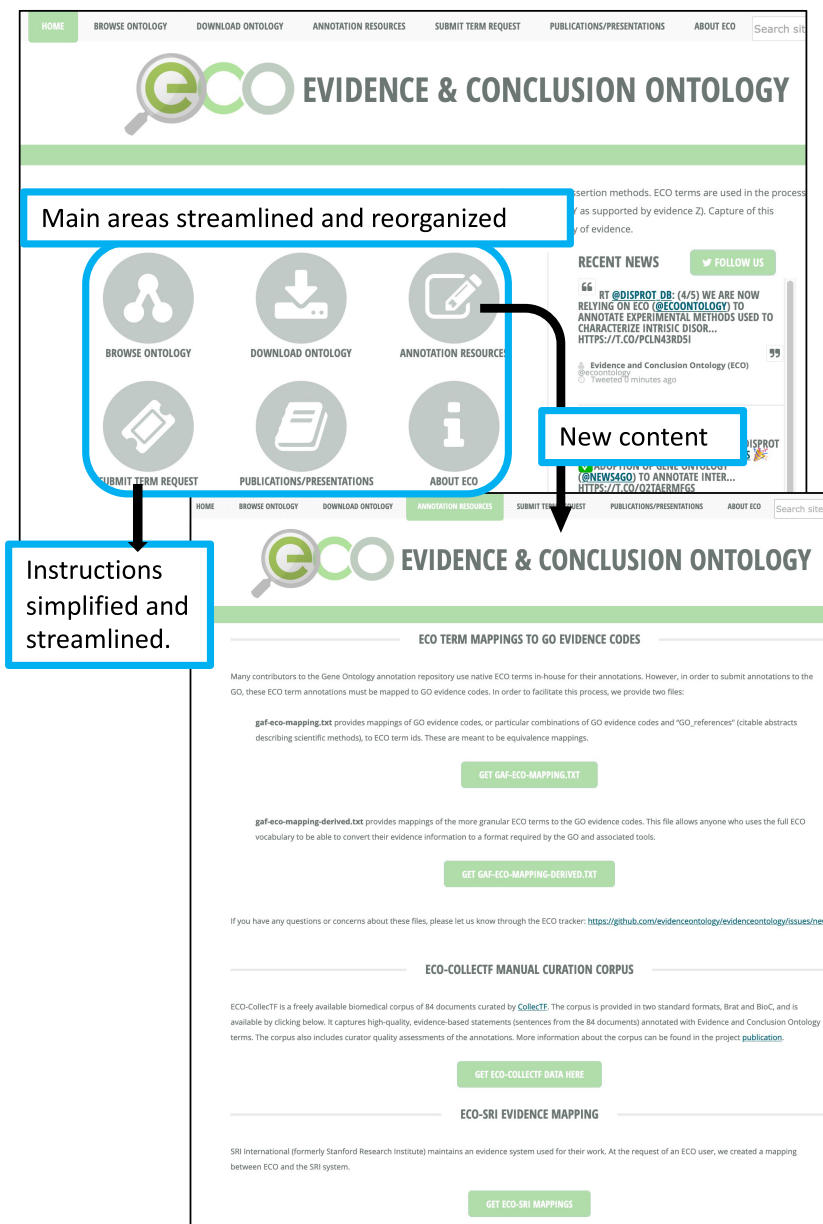 HOME BROWSE ONTOLOGY DOWNLOAD ONTOLOGY ANNOTATION RESOURCES SUBMIT TERM REQUEST PUBLICATIONS/PRESENTATIONS ABOUT ECO Search sit
eco EVIDENCE & CONCLUSION ONTOLOGY
ssertion methods. ECO terms are used in the process
Y as supported by evidence Z). Capture of this
y of evidence.
Main areas streamlined and reorganized
RECENT NEWS FOLLOW US
RT @DISPROT_DB: (4/5) WE ARE NOW
RELYING ON ECO (@ECOONTOLOGY) TO
ANNOTATE EXPERIMENTAL METHODS USED TO
CHARACTERIZE INTRISIC DISOR...
HTTPS://T.CO/PCLN43RD5I
Evidence and Conclusion Ontology (ECO)
@ecoontology
Tweeted 0 minutes ago
BROWSE ONTOLOGY DOWNLOAD ONTOLOGY ANNOTATION RESOURCES
New content
DISPROT
S
ADOPTION OF GENE ONTOLOGY
(@NEWS4GO) TO ANNOTATE INTER...
HTTPS://T.CO/O2TAERMFGS
SUBMIT TERM REQUEST PUBLICATIONS/PRESENTATIONS ABOUT ECO
Instructions
simplified and
streamlined.
HOME BROWSE ONTOLOGY DOWNLOAD ONTOLOGY ANNOTATION RESOURCES SUBMIT TERM REQUEST PUBLICATIONS/PRESENTATIONS ABOUT ECO Search site
eco EVIDENCE & CONCLUSION ONTOLOGY
ECO TERM MAPPINGS TO GO EVIDENCE CODES
Many contributors to the Gene Ontology annotation repository use native ECO terms in-house for their annotations. However, in order to submit annotations to the
GO, these ECO term annotations must be mapped to GO evidence codes. In order to facilitate this process, we provide two files:
gaf-eco-mapping.txt provides mappings of GO evidence codes, or particular combinations of GO evidence codes and "GO_references" (citable abstracts
describing scientific methods), to ECO term ids. These are meant to be equivalence mappings.
GET GAF-ECO-MAPPING.TXT
gaf-eco-mapping-derived.txt provides mappings of the more granular ECO terms to the GO evidence codes. This file allows anyone who uses the full ECO
vocabulary to be able to convert their evidence information to a format required by the GO and associated tools.
GET GAF-ECO-MAPPING-DERIVED.TXT
If you have any questions or concerns about these files, please let us know through the ECO tracker: https://github.com/evidenceontology/evidenceontology/issues/ne
ECO-COLLECTF MANUAL CURATION CORPUS
ECO-CollecTF is a freely available biomedical corpus of 84 documents curated by CollecTF. The corpus is provided in two standard formats, Brat and BioC, and is
available by clicking below. It captures high-quality, evidence-based statements (sentences from the 84 documents) annotated with Evidence and Conclusion Ontology
terms. The corpus also includes curator quality assessments of the annotations. More information about the corpus can be found in the project publication.
GET ECO-COLLECTF DATA HERE
ECO-SRI EVIDENCE MAPPING
SRI International (formerly Stanford Research Institute) maintains an evidence system used for their work. At the request of an ECO user, we created a mapping
between ECO and the SRI system.
GET ECO-SRI MAPPINGS